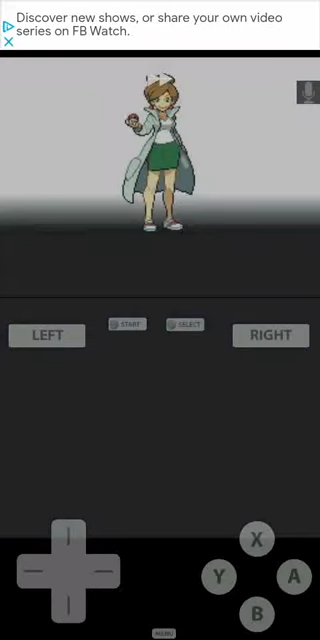 Discover new shows, or share your own video
series on FB Watch.
LEFT
START
SELECT
RIGHT
X
Y
A
B
MENU